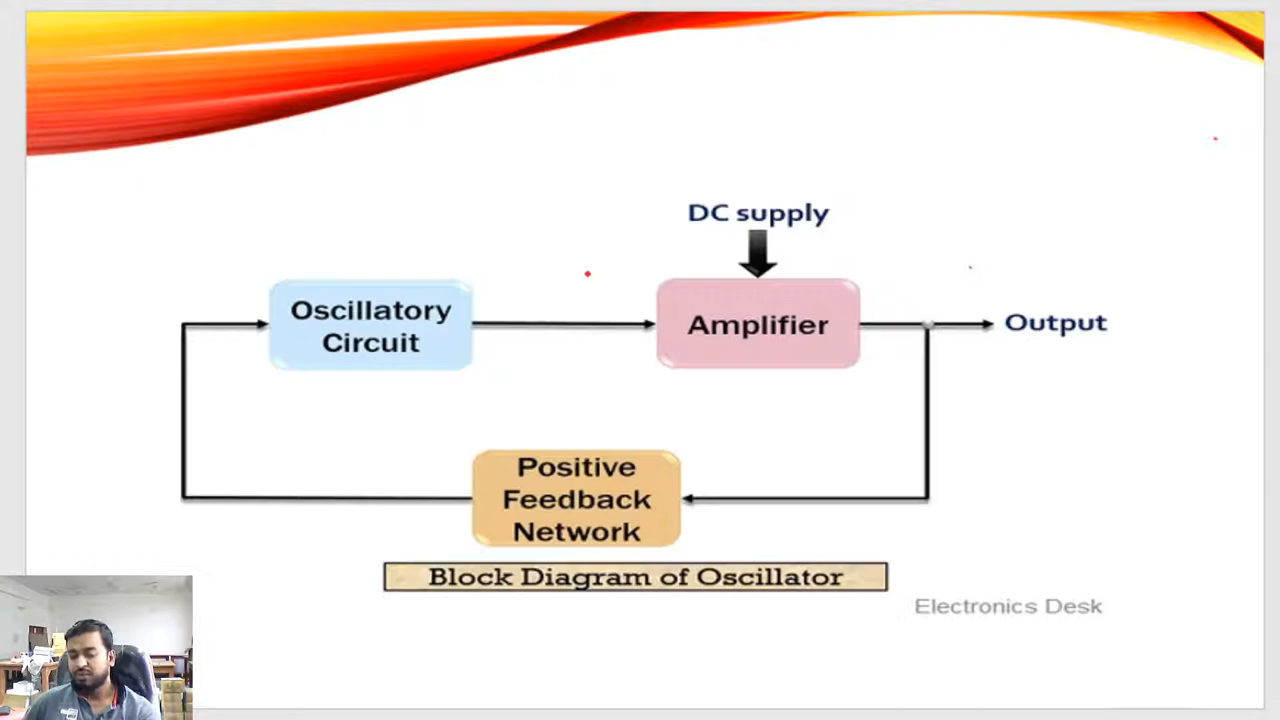 DC supply
Oscillatory
Circuit
Amplifier
Output
Positive
Feedback
Network
Block Diagram of Oscillator
Electronics Desk